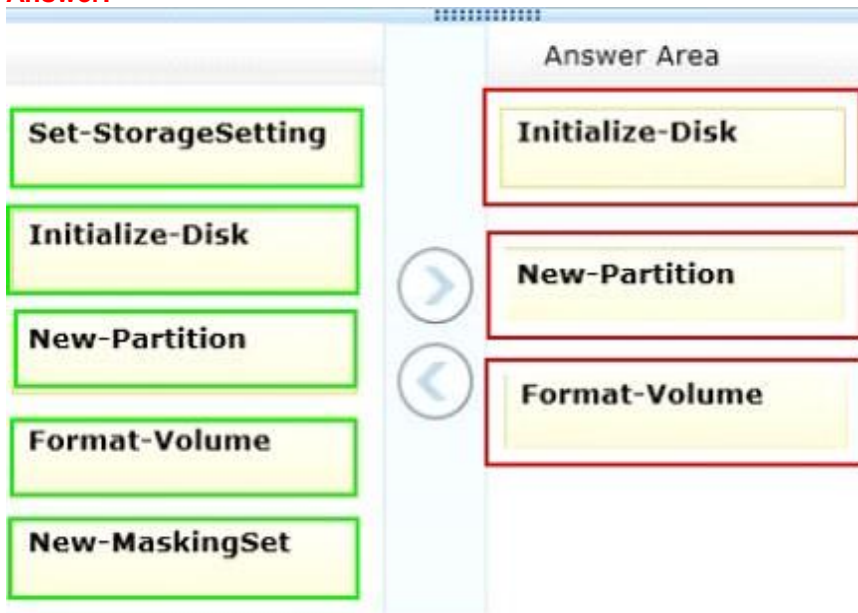 Answer:
Answer Area
Set-StorageSetting
Initialize-Disk
New-Partition
Format-Volume
New-MaskingSet
Initialize-Disk
New-Partition
Format-Volume